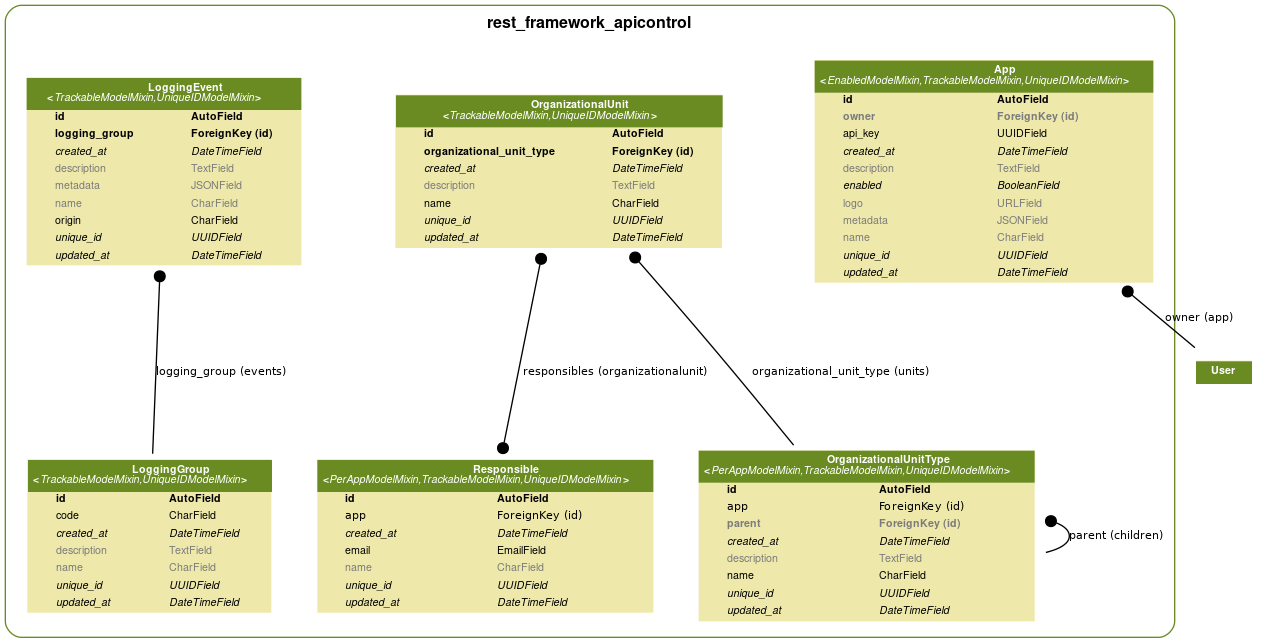 rest_framework_apicontrol
LoggingEvent
<TrackableModelMixin,UniqueIDModelMixin>
id AutoField
logging_group ForeignKey (id)
created_at DateTimeField
description TextField
metadata JSONField
name CharField
origin CharField
unique_id UUIDField
updated_at DateTimeField
OrganizationalUnit
<TrackableModelMixin,UniqueIDModelMixin>
id AutoField
organizational_unit_type ForeignKey (id)
created_at DateTimeField
description TextField
name CharField
unique_id UUIDField
updated_at DateTimeField
App
<EnabledModelMixin,TrackableModelMixin,UniqueIDModelMixin>
id AutoField
owner ForeignKey (id)
api_key UUIDField
created_at DateTimeField
description TextField
enabled BooleanField
logo URLField
metadata JSONField
name CharField
unique_id UUIDField
updated_at DateTimeField
owner (app)
User
logging_group (events)
responsibles (organizationalunit)
organizational_unit_type (units)
LoggingGroup
<TrackableModelMixin,UniqueIDModelMixin>
id AutoField
code CharField
created_at DateTimeField
description TextField
name CharField
unique_id UUIDField
updated_at DateTimeField
Responsible
<PerAppModelMixin,TrackableModelMixin,UniqueIDModelMixin>
id AutoField
app ForeignKey (id)
created_at DateTimeField
email EmailField
name CharField
unique_id UUIDField
updated_at DateTimeField
OrganizationalUnitType
<PerAppModelMixin,TrackableModelMixin,UniqueIDModelMixin>
id AutoField
app ForeignKey (id)
parent ForeignKey (id)
created_at DateTimeField
description TextField
name CharField
unique_id UUIDField
updated_at DateTimeField
parent (children)